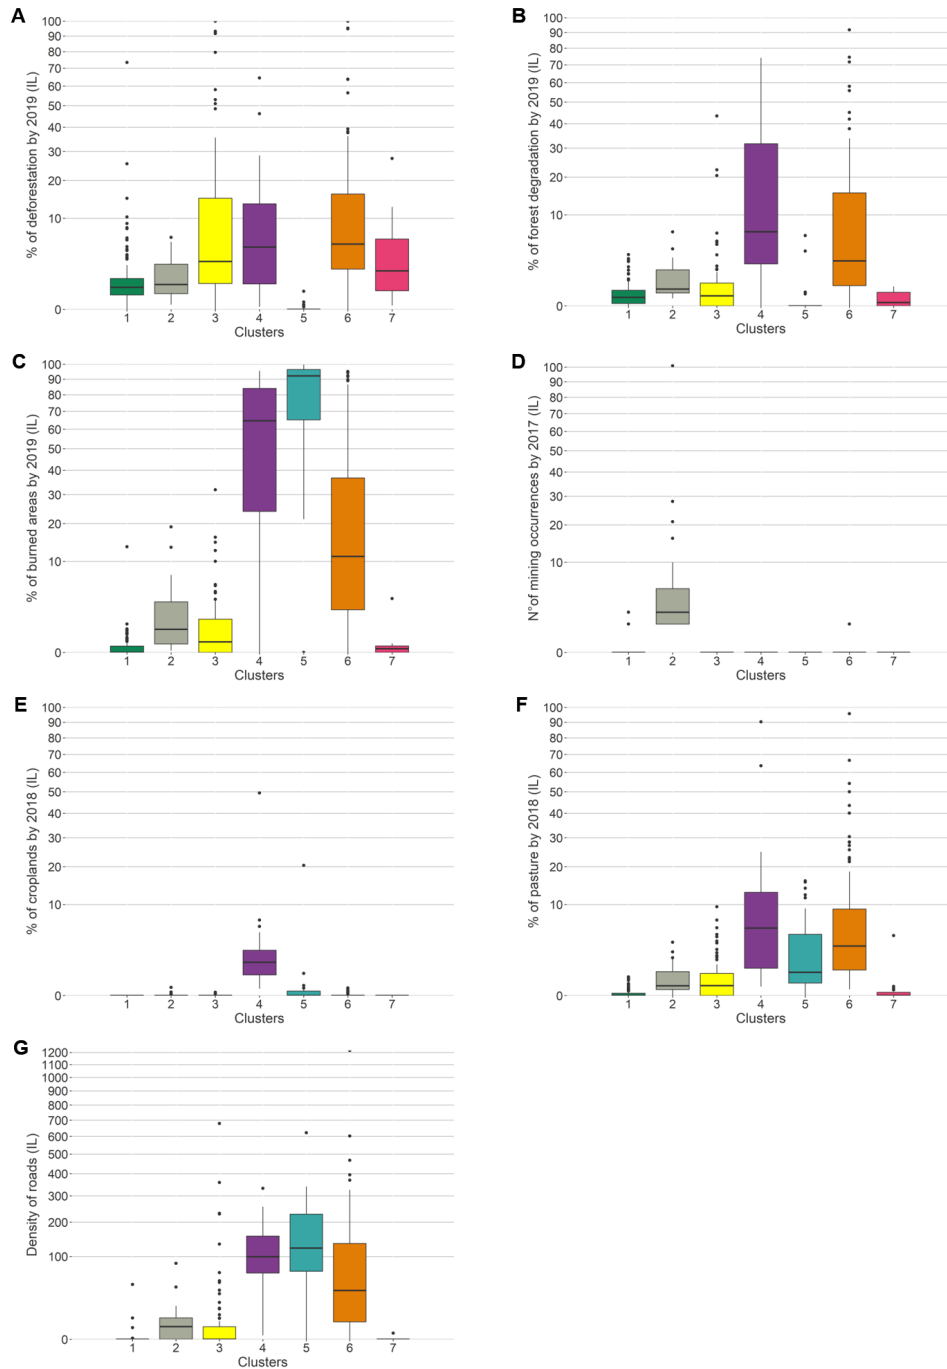 A
% of deforestation by 2019 (IL)
100
90
80
70
60
50
40
30
20
10
0
1 2 3 4 5 6 7
Clusters
B
% of forest degradation by 2019 (IL)
100
90
80
70
60
50
40
30
20
10
0
1 2 3 4 5 6 7
Clusters
C
% of burned areas by 2019 (IL)
100
90
80
70
60
50
40
30
20
10
0
1 2 3 4 5 6 7
Clusters
D
N°of mining occurrences by 2017 (IL)
100
90
80
70
60
50
40
30
20
10
0
1 2 3 4 5 6 7
Clusters
E
% of croplands by 2018 (IL)
100
90
80
70
60
50
40
30
20
10
0
1 2 3 4 5 6 7
Clusters
F
% of pasture by 2018 (IL)
100
90
80
70
60
50
40
30
20
10
0
1 2 3 4 5 6 7
Clusters
G
Density of roads (IL)
1200
1100
1000
900
800
700
600
500
400
300
200
100
0
1 2 3 4 5 6 7
Clusters